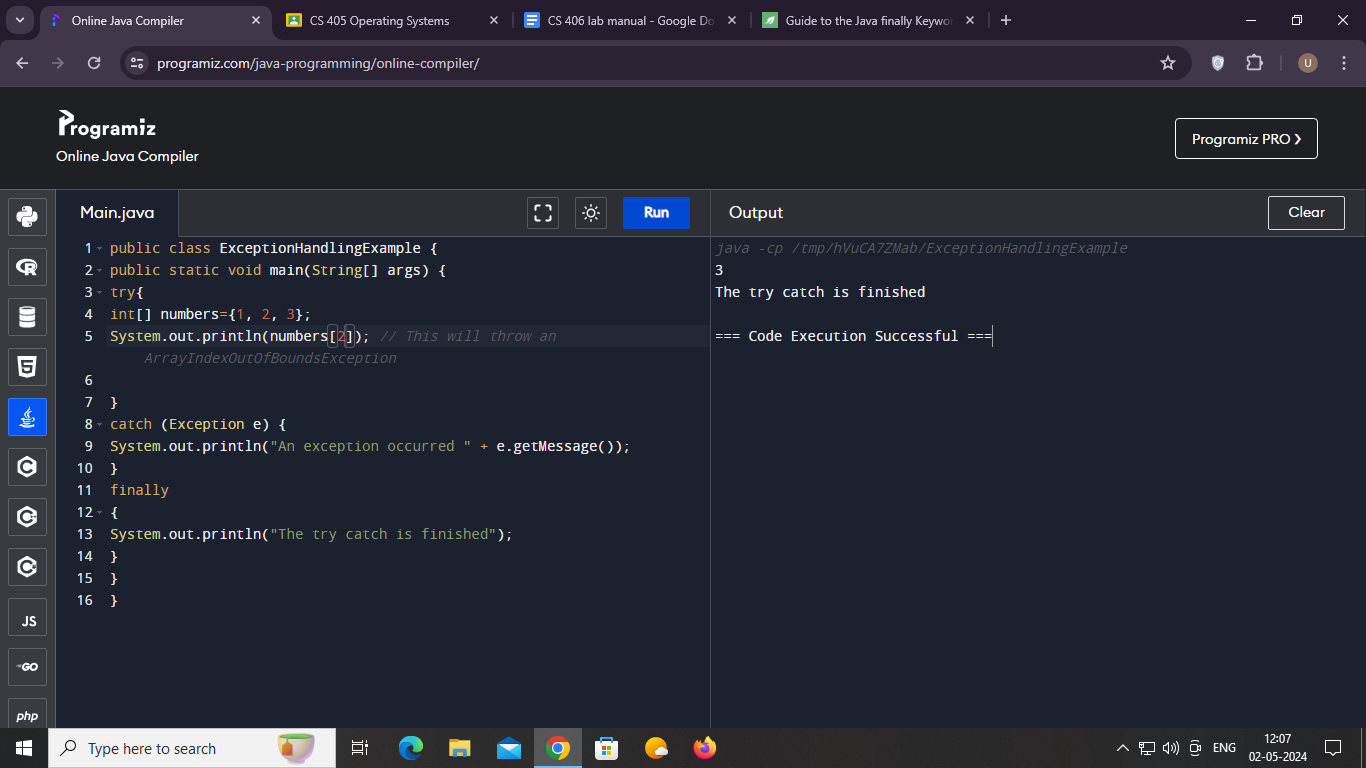 Online Java Compiler
CS 405 Operating Systems
CS 406 lab manual - Google Do
Guide to the Java finally Keywor
programiz.com/java-programming/online-compiler/
U
Programiz
Online Java Compiler
Programiz PRO ❯
Main.java
Run
Output
Clear
1 public class ExceptionHandlingExample {
2 public static void main(String[] args) {
3 try{
4 int[] numbers={1, 2, 3};
5 System.out.println(numbers[2]); // This will throw an
ArrayIndexOutOfBoundsException
6
7 }
8 catch (Exception e) {
9 System.out.println("An exception occurred " + e.getMessage());
10 }
11 finally
12 {
13 System.out.println("The try catch is finished");
14 }
15 }
16 }
java -cp /tmp/hVuCA7ZMab/ExceptionHandlingExample
3
The try catch is finished
=== Code Execution Successful ===
R
5
C
C
C
JS
GO
php
Type here to search
ENG
12:07
02-05-2024